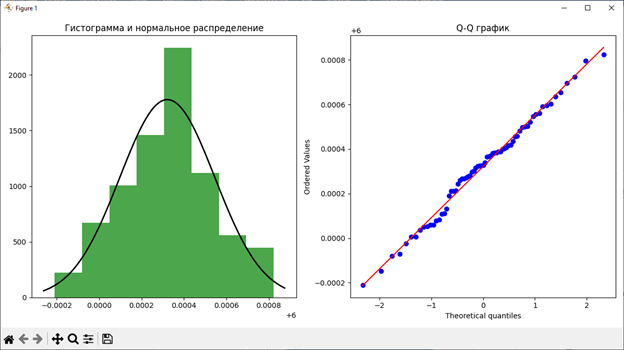 Figure 1
Гистограмма и нормальное распределение
2000
1500
1000
500
0
−0.0002 0.0000 0.0002 0.0004 0.0006 0.0008
+6
Q-Q график
+6
Ordered Values
0.0008
0.0006
0.0004
0.0002
0.0000
−0.0002
−2 −1 0 1 2
Theoretical quantiles